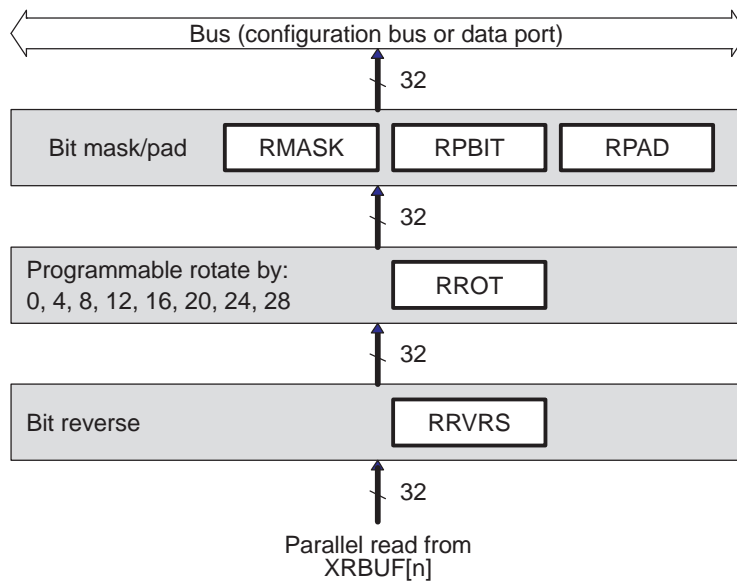 Bus (configuration bus or data port)
32
Bit mask/pad RMASK RPBIT RPAD
32
Programmable rotate by:
0, 4, 8, 12, 16, 20, 24, 28
RROT
32
Bit reverse RRVRS
32
Parallel read from
XRBUF[n]